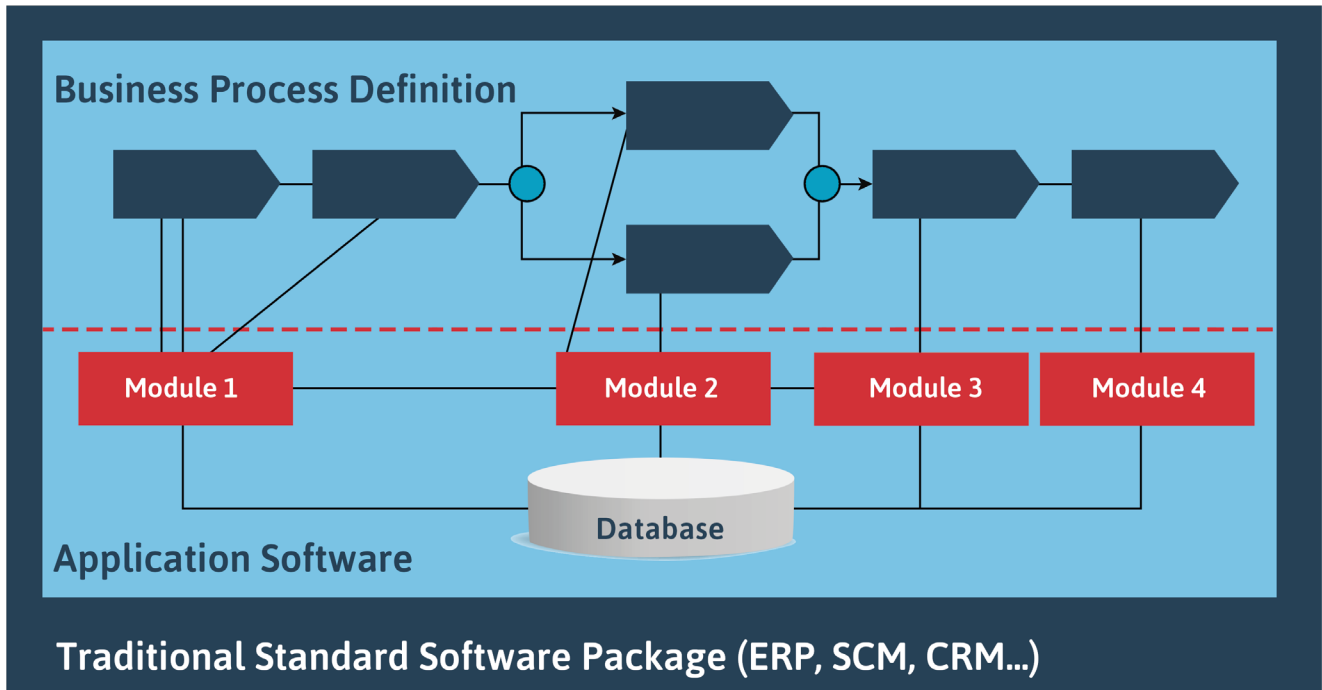 Business Process Definition
Module 1
Module 2
Module 3
Module 4
Database
Application Software
Traditional Standard Software Package (ERP, SCM, CRM...)